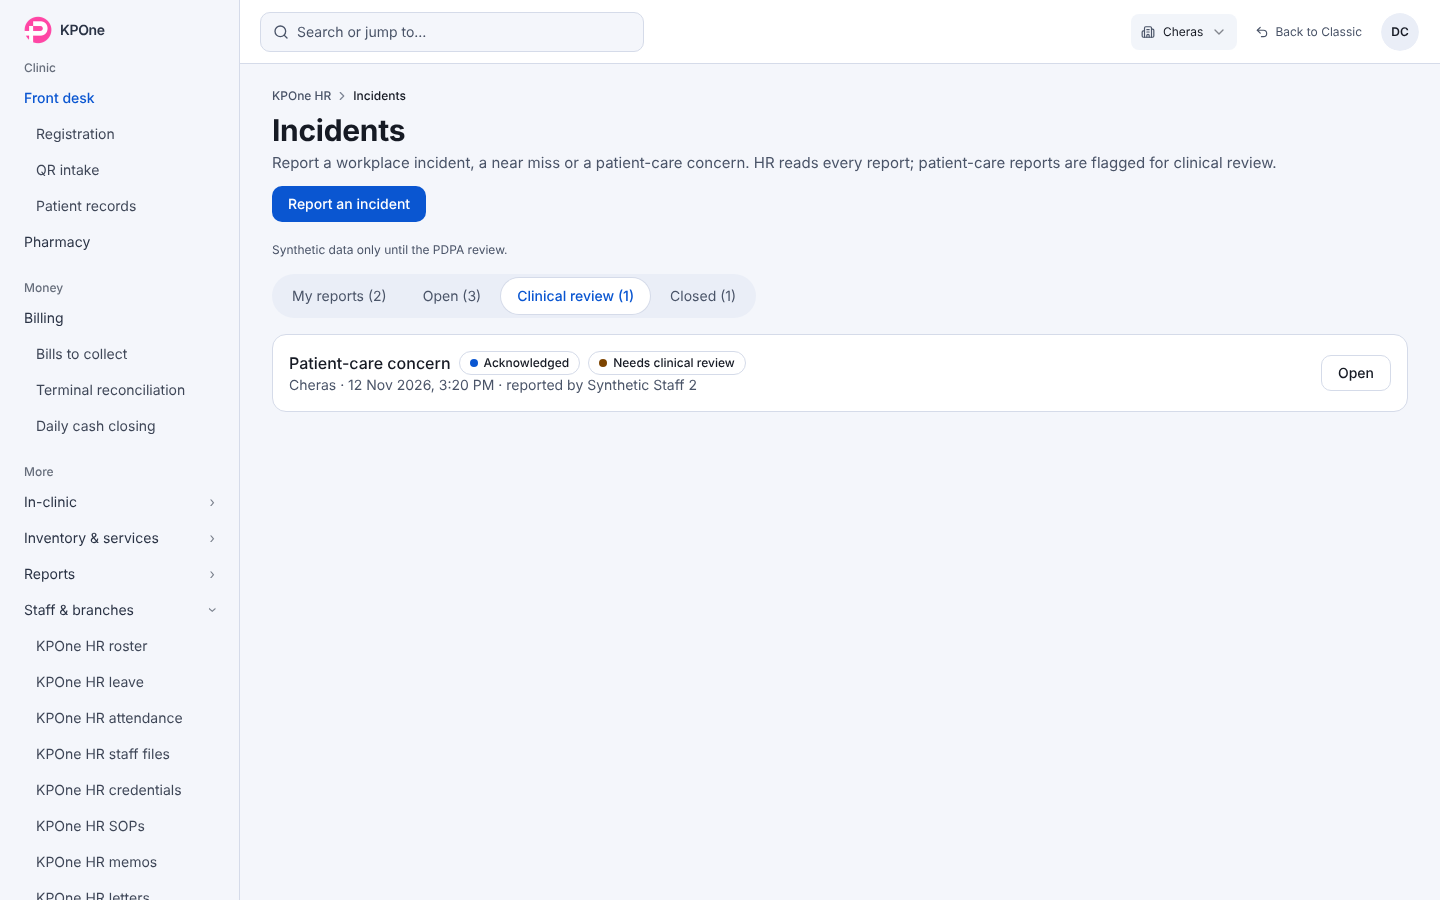 KPOne
Search or jump to...
Cheras
Back to Classic
DC
Clinic
Front desk
Registration
QR intake
Patient records
Pharmacy
Money
Billing
Bills to collect
Terminal reconciliation
Daily cash closing
More
In-clinic
Inventory & services
Reports
Staff & branches
KPOne HR roster
KPOne HR leave
KPOne HR attendance
KPOne HR staff files
KPOne HR credentials
KPOne HR SOPs
KPOne HR memos
KPOne HR letters
KPOne HR > Incidents
Incidents
Report a workplace incident, a near miss or a patient-care concern. HR reads every report; patient-care reports are flagged for clinical review.
Report an incident
Synthetic data only until the PDPA review.
My reports (2) Open (3) Clinical review (1) Closed (1)
Patient-care concern Acknowledged Needs clinical review
Cheras · 12 Nov 2026, 3:20 PM · reported by Synthetic Staff 2
Open